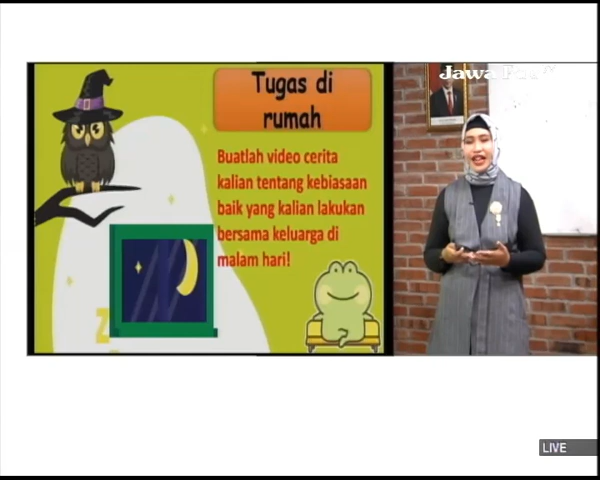 Tugas di
rumah
Buatlah video cerita
kalian tentang kebiasaan
baik yang kalian lakukan
bersama keluarga di
malam hari!
Z
Jawa
LIVE